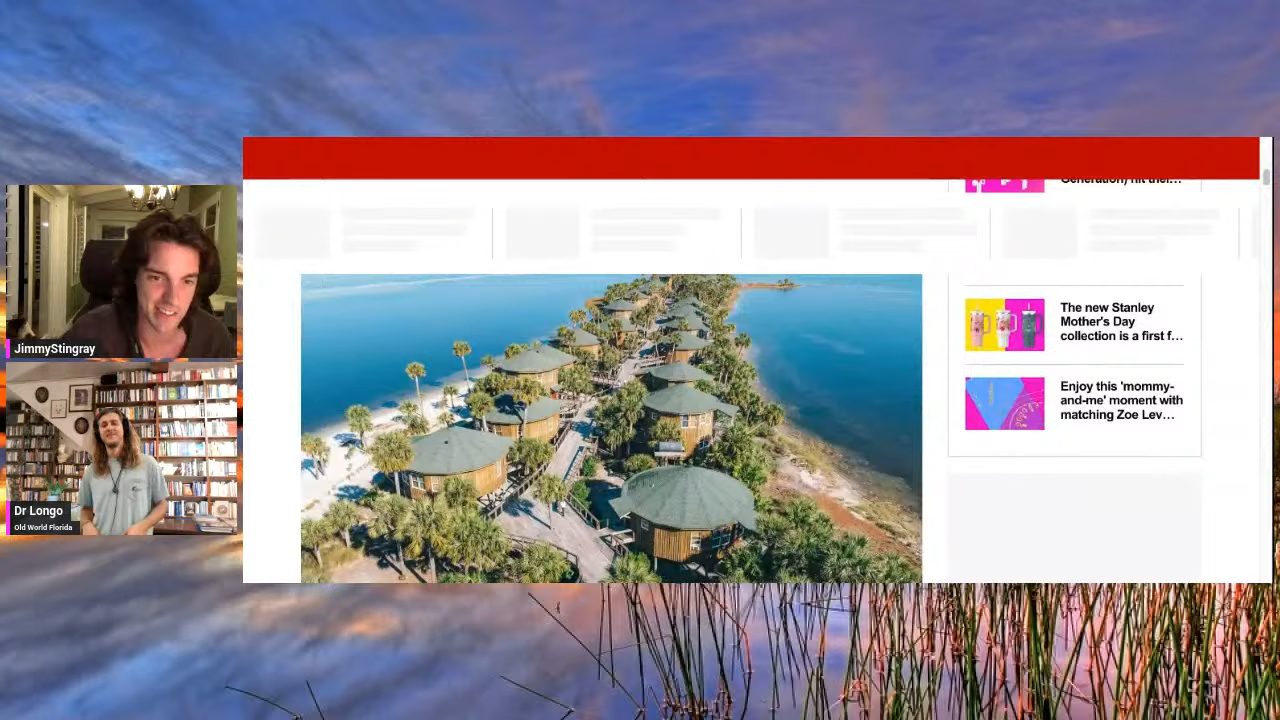 Generation) hit their...
JimmyStingray
The new Stanley
Mother's Day
collection is a first f...
Enjoy this 'mommy-
and-me' moment with
matching Zoe Lev...
Dr Longo
Old World Florida